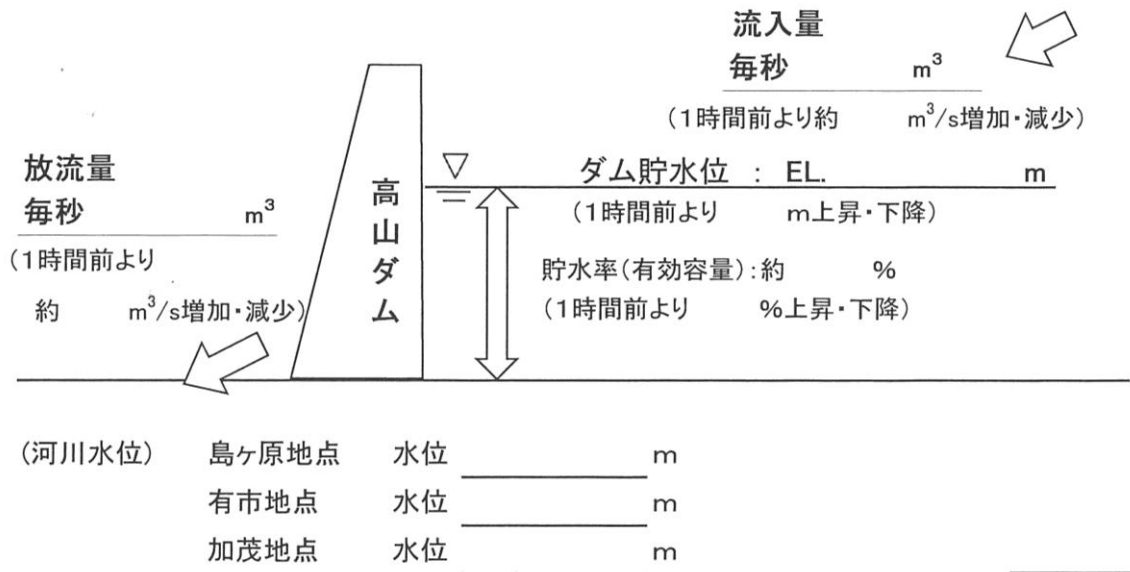 流入量
毎秒　　　　m³
(1時間前より約　　　m³/s増加・減少)
放流量
毎秒　　　　m³
(1時間前より
約　　　m³/s増加・減少)
高山ダム
ダム貯水位 : EL.　　　　m
(1時間前より　　　m上昇・下降)
貯水率(有効容量):約　　　%
(1時間前より　　　%上昇・下降)
(河川水位)　島ヶ原地点　水位　　　　m
有市地点　水位　　　　m
加茂地点　水位　　　　m